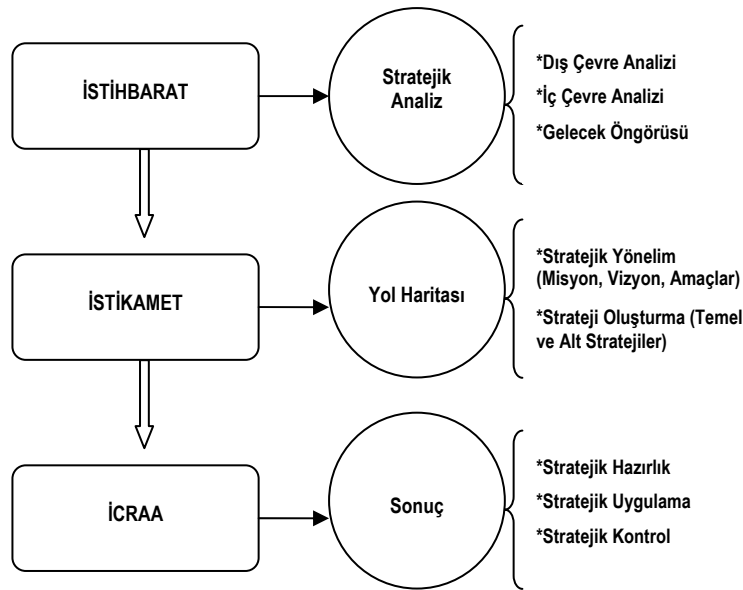 İSTİHBARAT
Stratejik
Analiz
*Dış Çevre Analizi
*İç Çevre Analizi
*Gelecek Öngörüsü
İSTİKAMET
Yol Haritası
*Stratejik Yönelim
(Misyon, Vizyon, Amaçlar)
*Strateji Oluşturma (Temel
ve Alt Stratejiler)
İCRAA
Sonuç
*Stratejik Hazırlık
*Stratejik Uygulama
*Stratejik Kontrol